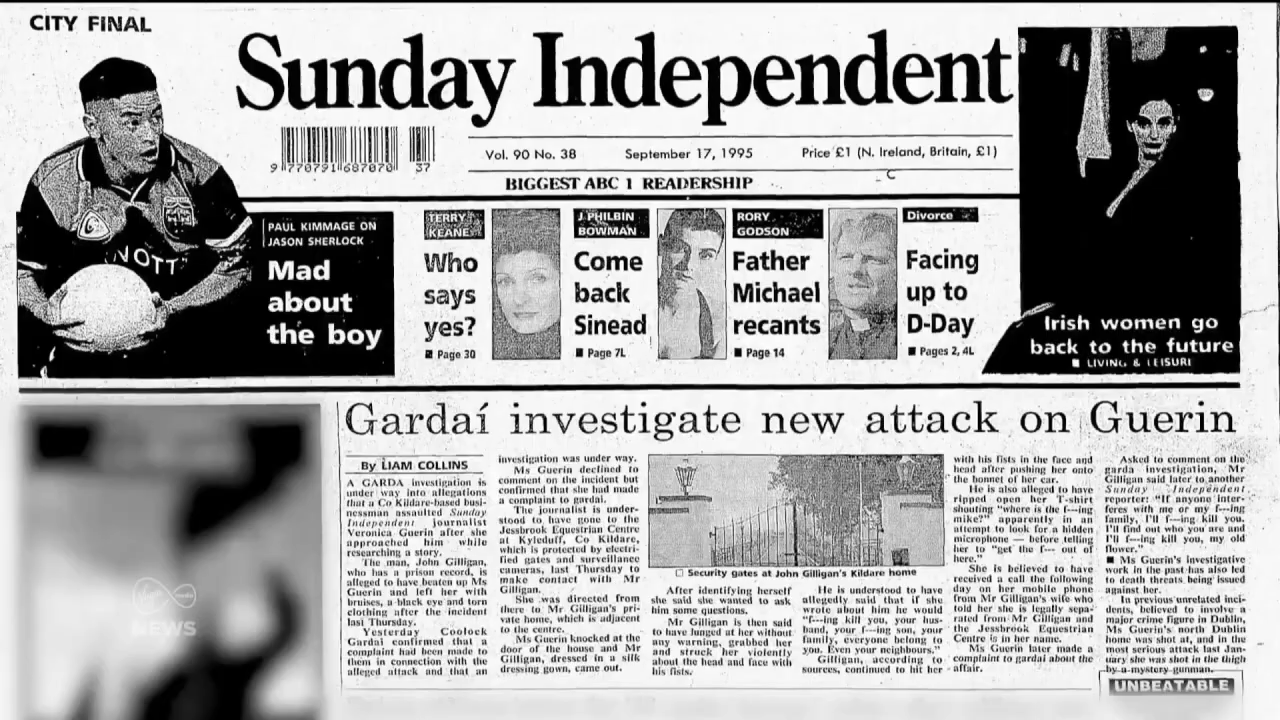 CITY FINAL
Sunday Independent
9 770791 687070 37
Vol. 90 No. 38 September 17, 1995 Price £1 (N. Ireland, Britain, £1)
BIGGEST ABC 1 READERSHIP
PAUL KIMMAGE ON
JASON SHERLOCK
Mad
about
the boy
TERRY
KEANE
Who
says
yes?
Page 30
J PHILBIN
BOWMAN
Come
back
Sinead
Page 7L
RORY
GODSON
Father
Michael
recants
Page 14
Divorce
Facing
up to
D-Day
Pages 2, 4L
Irish women go
back to the future
LIVING & LEISURE
Gardaí investigate new attack on Guerin
By LIAM COLLINS
A GARDA investigation is
under way into allegations
that a Co Kildare-based busi-
nessman assaulted Sunday
Independent journalist
Veronica Guerin after she
approached him while
researching a story.
The man, John Gilligan,
who has a prison record, is
alleged to have beaten up Ms
Guerin and left her with
bruises, a black eye and torn
clothing after the incident
last Thursday.
Yesterday Coolock
Gardai confirmed that a
complaint had been made to
them in connection with the
alleged attack and that an
investigation was under way.
Ms Guerin declined to
comment on the incident but
confirmed that she had made
a complaint to gardai.
The journalist is under-
stood to have gone to the
Jessbrook Equestrian Centre
at Kyleduff, Co Kildare,
which is protected by electri-
fied gates and surveillance
cameras, last Thursday to
make contact with Mr
Gilligan.
She was directed from
there to Mr Gilligan's pri-
vate home, which is adjacent
to the centre.
Ms Guerin knocked at the
door of the house and Mr
Gilligan, dressed in a silk
dressing gown, came out.
Security gates at John Gilligan's Kildare home
After identifying herself
she said she wanted to ask
him some questions.
Mr Gilligan is then said
to have lunged at her without
any warning, grabbed her
and struck her violently
about the head and face with
his fists.
He is understood to have
allegedly said that if she
wrote about him he would
"f---ing kill you, your hus-
band, your f---ing son, your
family, everyone belong to
you. Even your neighbours."
Gilligan, according to
sources, continued to hit her
with his fists in the face and
head after pushing her onto
the bonnet of her car.
He is also alleged to have
ripped open her T-shirt
shouting "where is the f---ing
mike?" apparently in an
attempt to look for a hidden
microphone — before telling
her to "get the f--- out of
here."
She is believed to have
received a call the following
day on her mobile phone
from Mr Gilligan's wife who
told her she is legally sepa-
rated from Mr Gilligan and
the Jessbrook Equestrian
Centre is in her name.
Ms Guerin later made a
complaint to gardai about the
affair.
Asked to comment on the
garda investigation, Mr
Gilligan said later to another
Sunday Independent
reporter: "If anyone inter-
feres with me or my f---ing
family, I'll f---ing kill you.
I'll find out who you are and
I'll f---ing kill you, my old
flower."
Ms Guerin's investigative
work in the past has also led
to death threats being issued
against her.
In previous unrelated inci-
dents, believed to involve a
major crime figure in Dublin,
Ms Guerin's north Dublin
home was shot at, and in the
most serious attack last Jan-
uary she was shot in the thigh
by a mystery gunman.
UNBEATABLE
Virgin media
NEWS